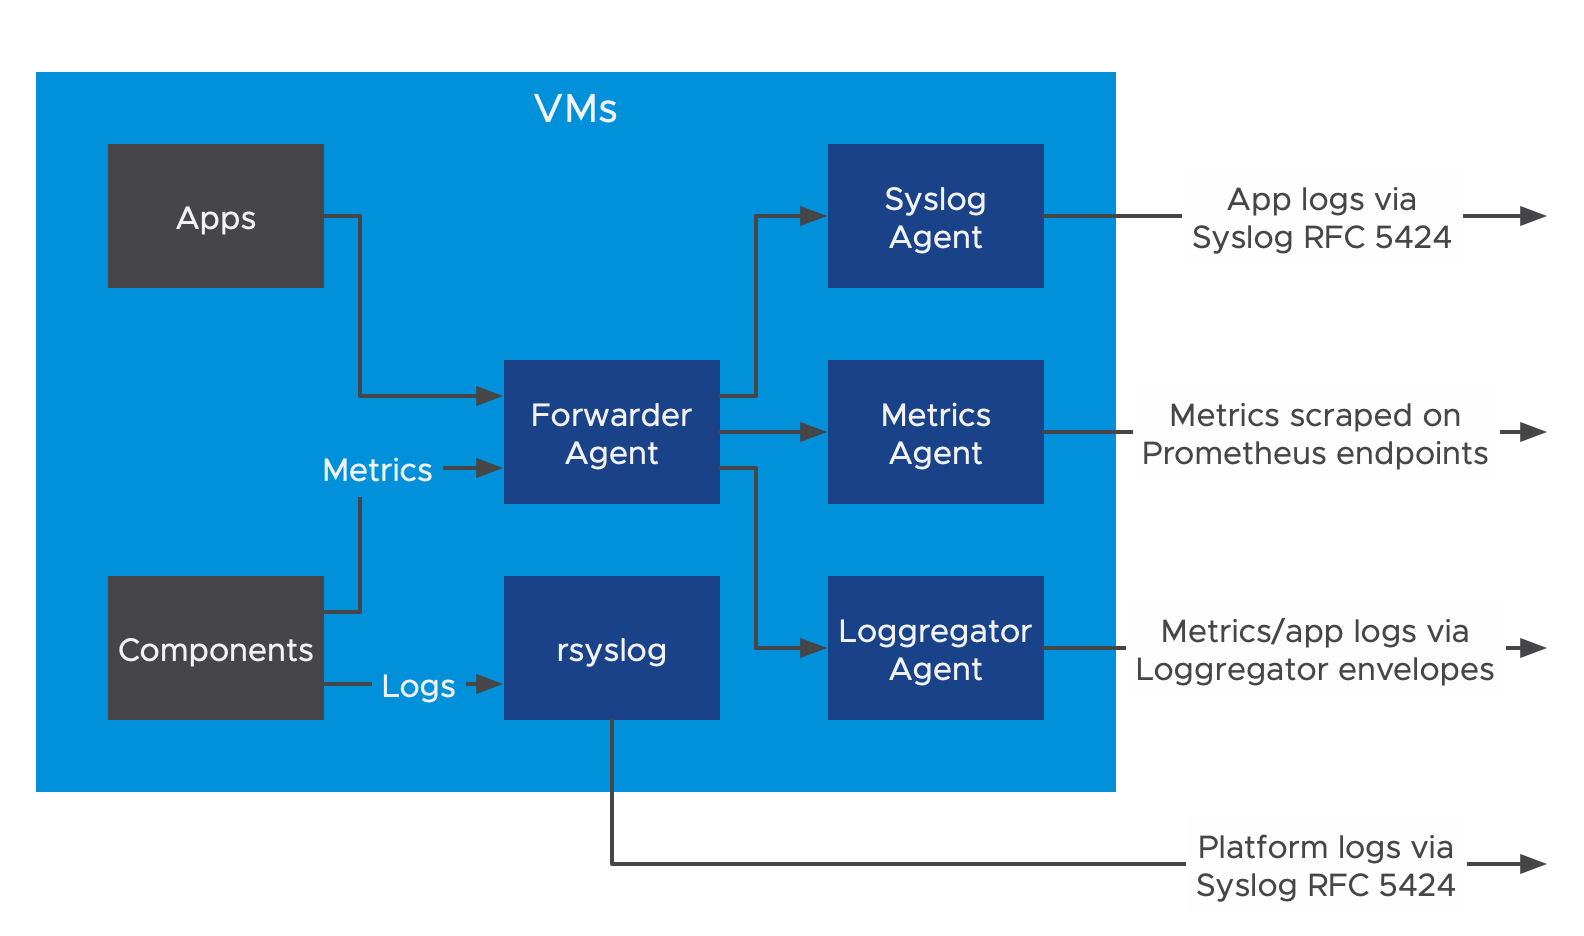 VMs
Apps
Syslog
Agent
App logs via
Syslog RFC 5424
Forwarder
Agent
Metrics
Agent
Metrics scraped on
Prometheus endpoints
Metrics
Components
Logs
rsyslog
Loggregator
Agent
Metrics/app logs via
Loggregator envelopes
Platform logs via
Syslog RFC 5424